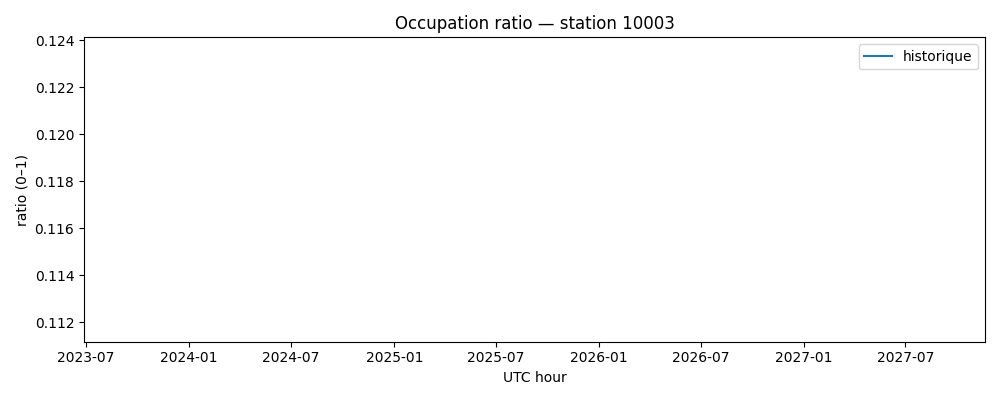 Occupation ratio — station 10003
historique
ratio (0–1)
0.124
0.122
0.120
0.118
0.116
0.114
0.112
2023-07 2024-01 2024-07 2025-01 2025-07 2026-01 2026-07 2027-01 2027-07
UTC hour